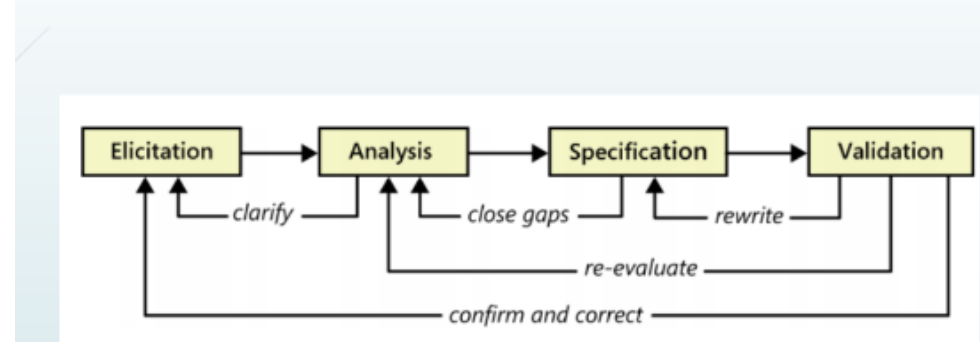 Elicitation Analysis Specification Validation
clarify close gaps rewrite
re-evaluate
confirm and correct